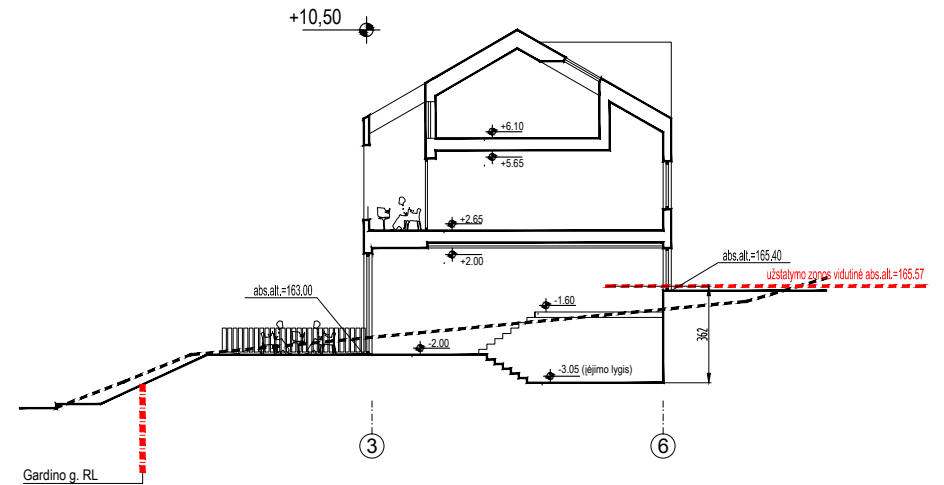 +10,50
+6.10
+5.65
+2.65
+2.00
abs.alt.=165.40
užstatymo zonos vidutinė abs.alt.=165.57
abs.alt.=163.00
-1.60
362
-2.00
-3.05 (įėjimo lygis)
3
6
Gardino g. RL